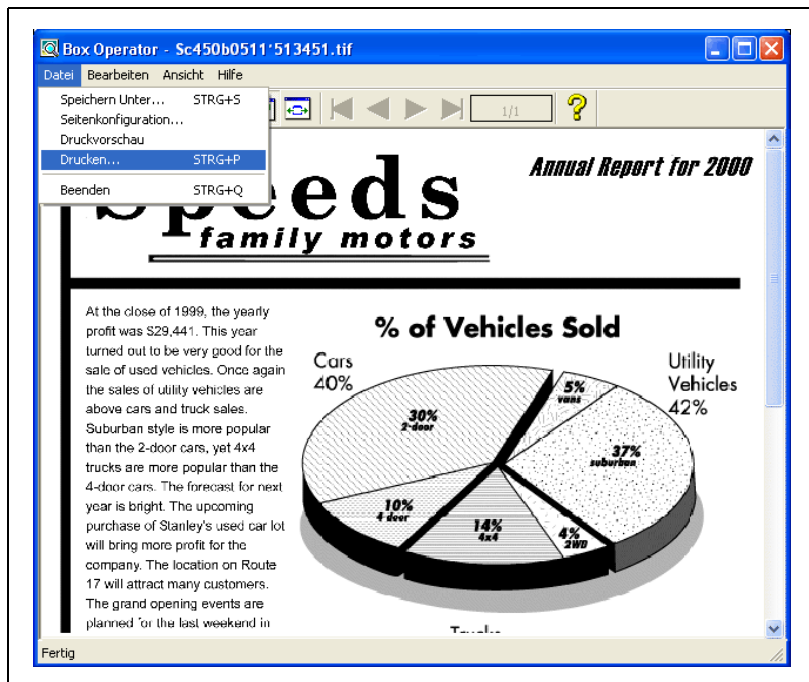 Box Operator - Sc450b0511'513451.tif
Datei Bearbeiten Ansicht Hilfe
Speichern Unter... STRG+S
Seitenkonfiguration...
Druckvorschau
Drucken... STRG+P
Beenden STRG+Q
1/1
Annual Report for 2000
Speeds
family motors
At the close of 1999, the yearly
profit was $29,441. This year
turned out to be very good for the
sale of used vehicles. Once again
the sales of utility vehicles are
above cars and truck sales.
Suburban style is more popular
than the 2-door cars, yet 4x4
trucks are more popular than the
4-door cars. The forecast for next
year is bright. The upcoming
purchase of Stanley's used car lot
will bring more profit for the
company. The location on Route
17 will attract many customers.
The grand opening events are
planned for the last weekend in
% of Vehicles Sold
Cars
40%
Utility
Vehicles
42%
5%
vans
30%
2-door
37%
suburban
10%
4 door
14%
4x4
4%
2WD
Fertig